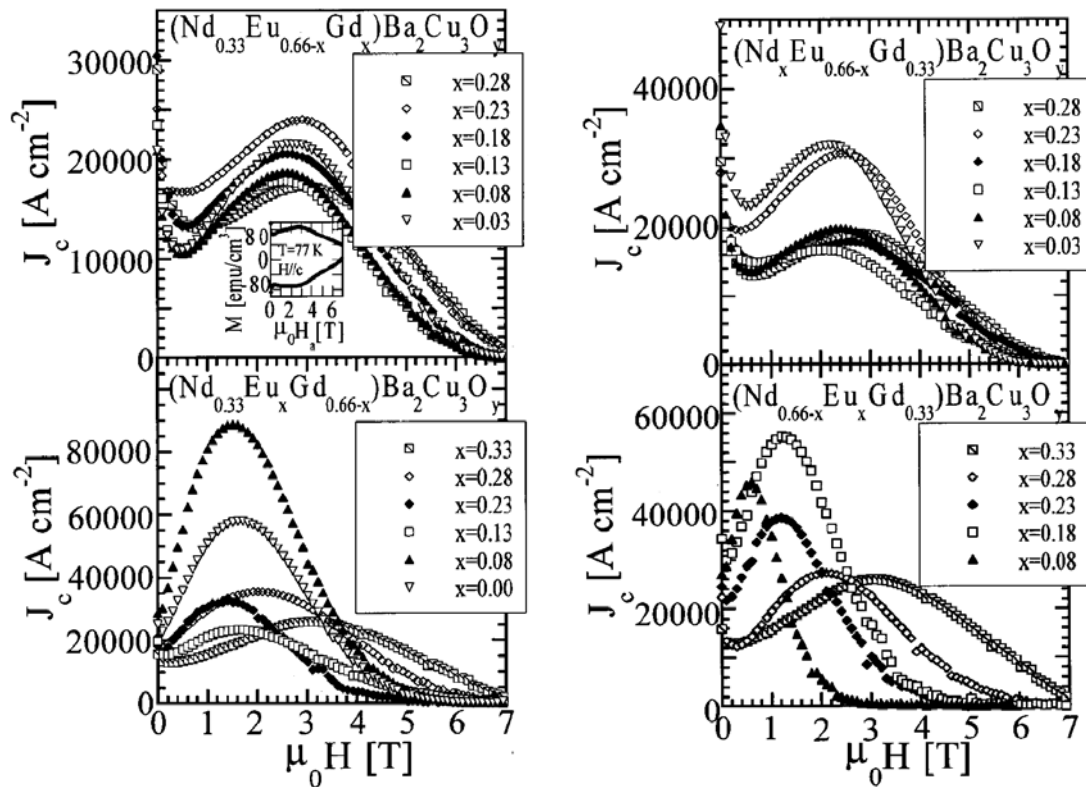 (Nd0.33Eu0.66-xGdx)Ba2Cu3Oy
30000
20000
10000
0
Jc [A cm-2]
x=0.28
x=0.23
x=0.18
x=0.13
x=0.08
x=0.03
M [emu/cm3]
80
0
80
T=77 K
H//c
0 2 4 6
μ0Ha[T]
(NdxEu0.66-xGd0.33)Ba2Cu3Oy
40000
20000
0
Jc [A cm-2]
x=0.28
x=0.23
x=0.18
x=0.13
x=0.08
x=0.03
(Nd0.33EuxGd0.66-x)Ba2Cu3Oy
80000
60000
40000
20000
0
Jc [A cm-2]
x=0.33
x=0.28
x=0.23
x=0.13
x=0.08
x=0.00
0 1 2 3 4 5 6 7
μ0H [T]
(Nd0.66-xEuxGd0.33)Ba2Cu3Oy
60000
40000
20000
0
Jc [A cm-2]
x=0.33
x=0.28
x=0.23
x=0.18
x=0.08
0 1 2 3 4 5 6 7
μ0H [T]